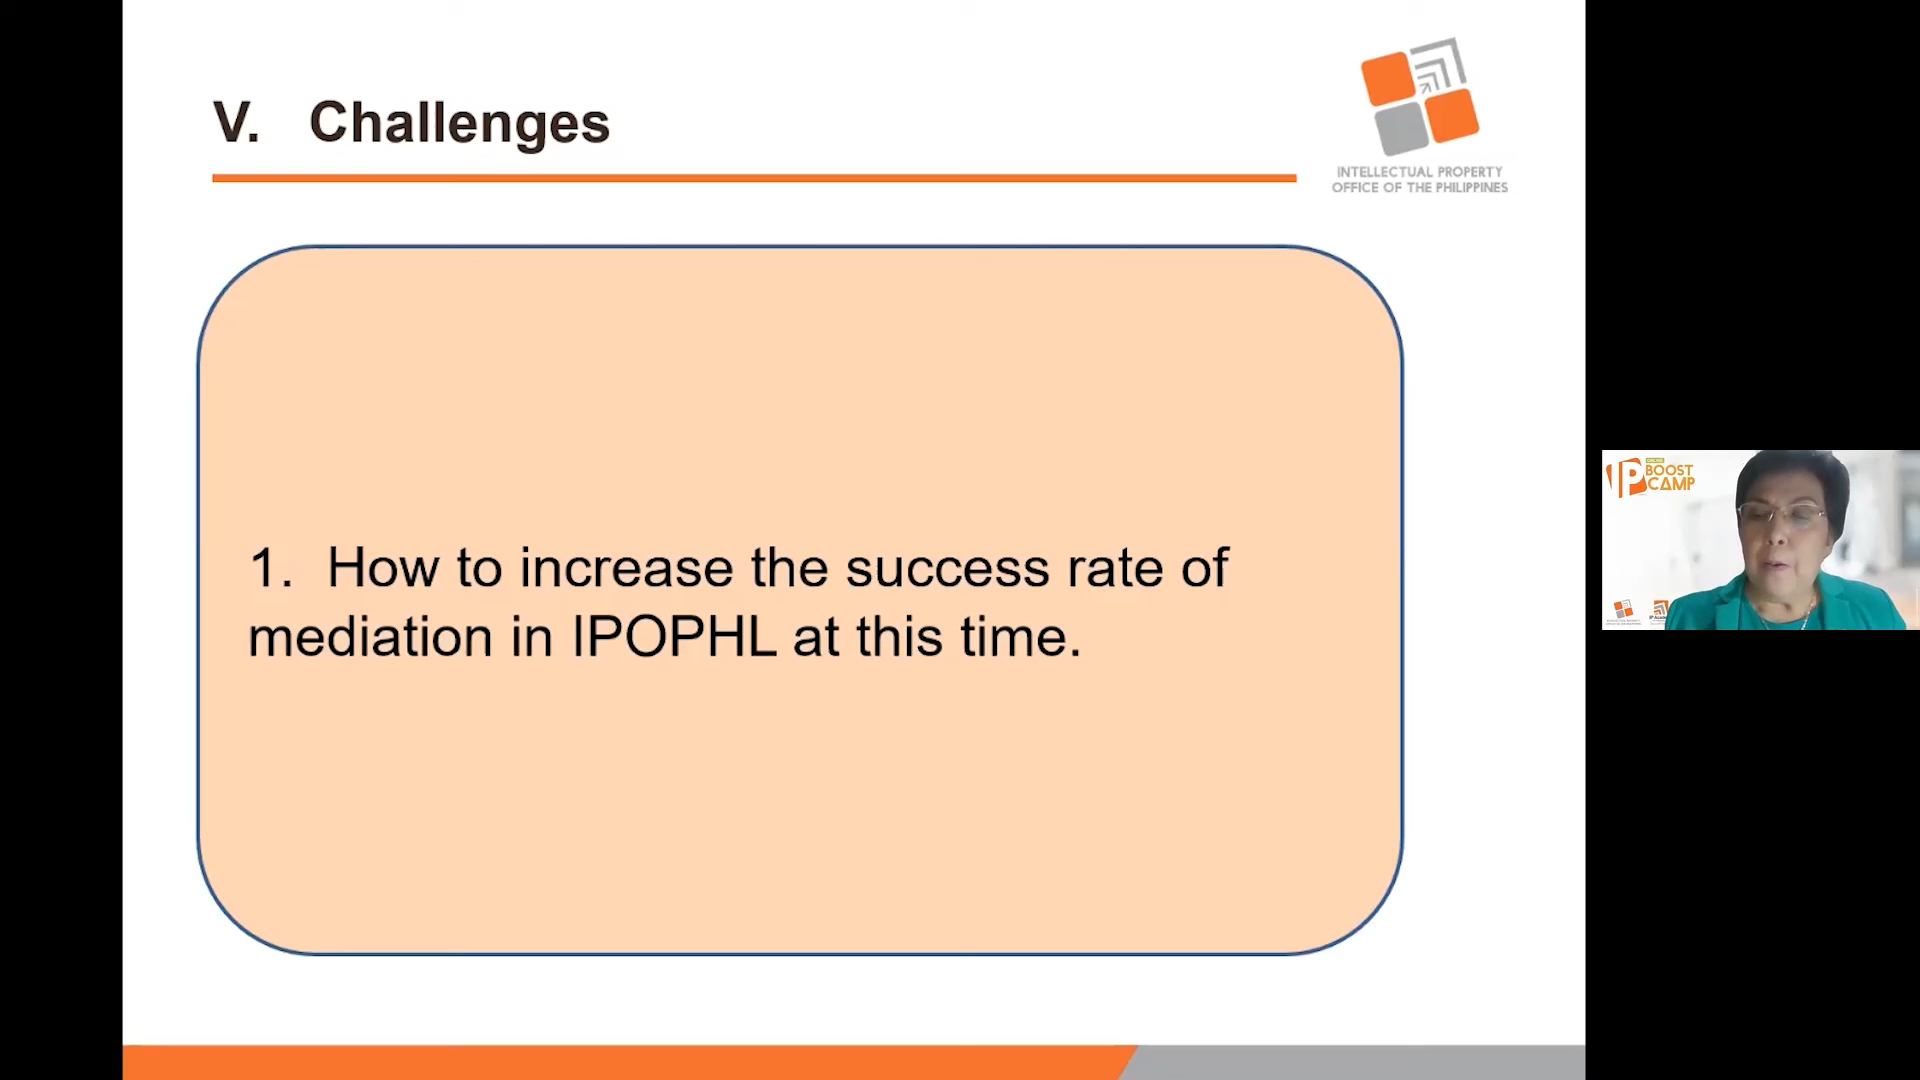 V. Challenges
INTELLECTUAL PROPERTY
OFFICE OF THE PHILIPPINES
1. How to increase the success rate of
mediation in IPOPHL at this time.
IP
BOOST
CAMP